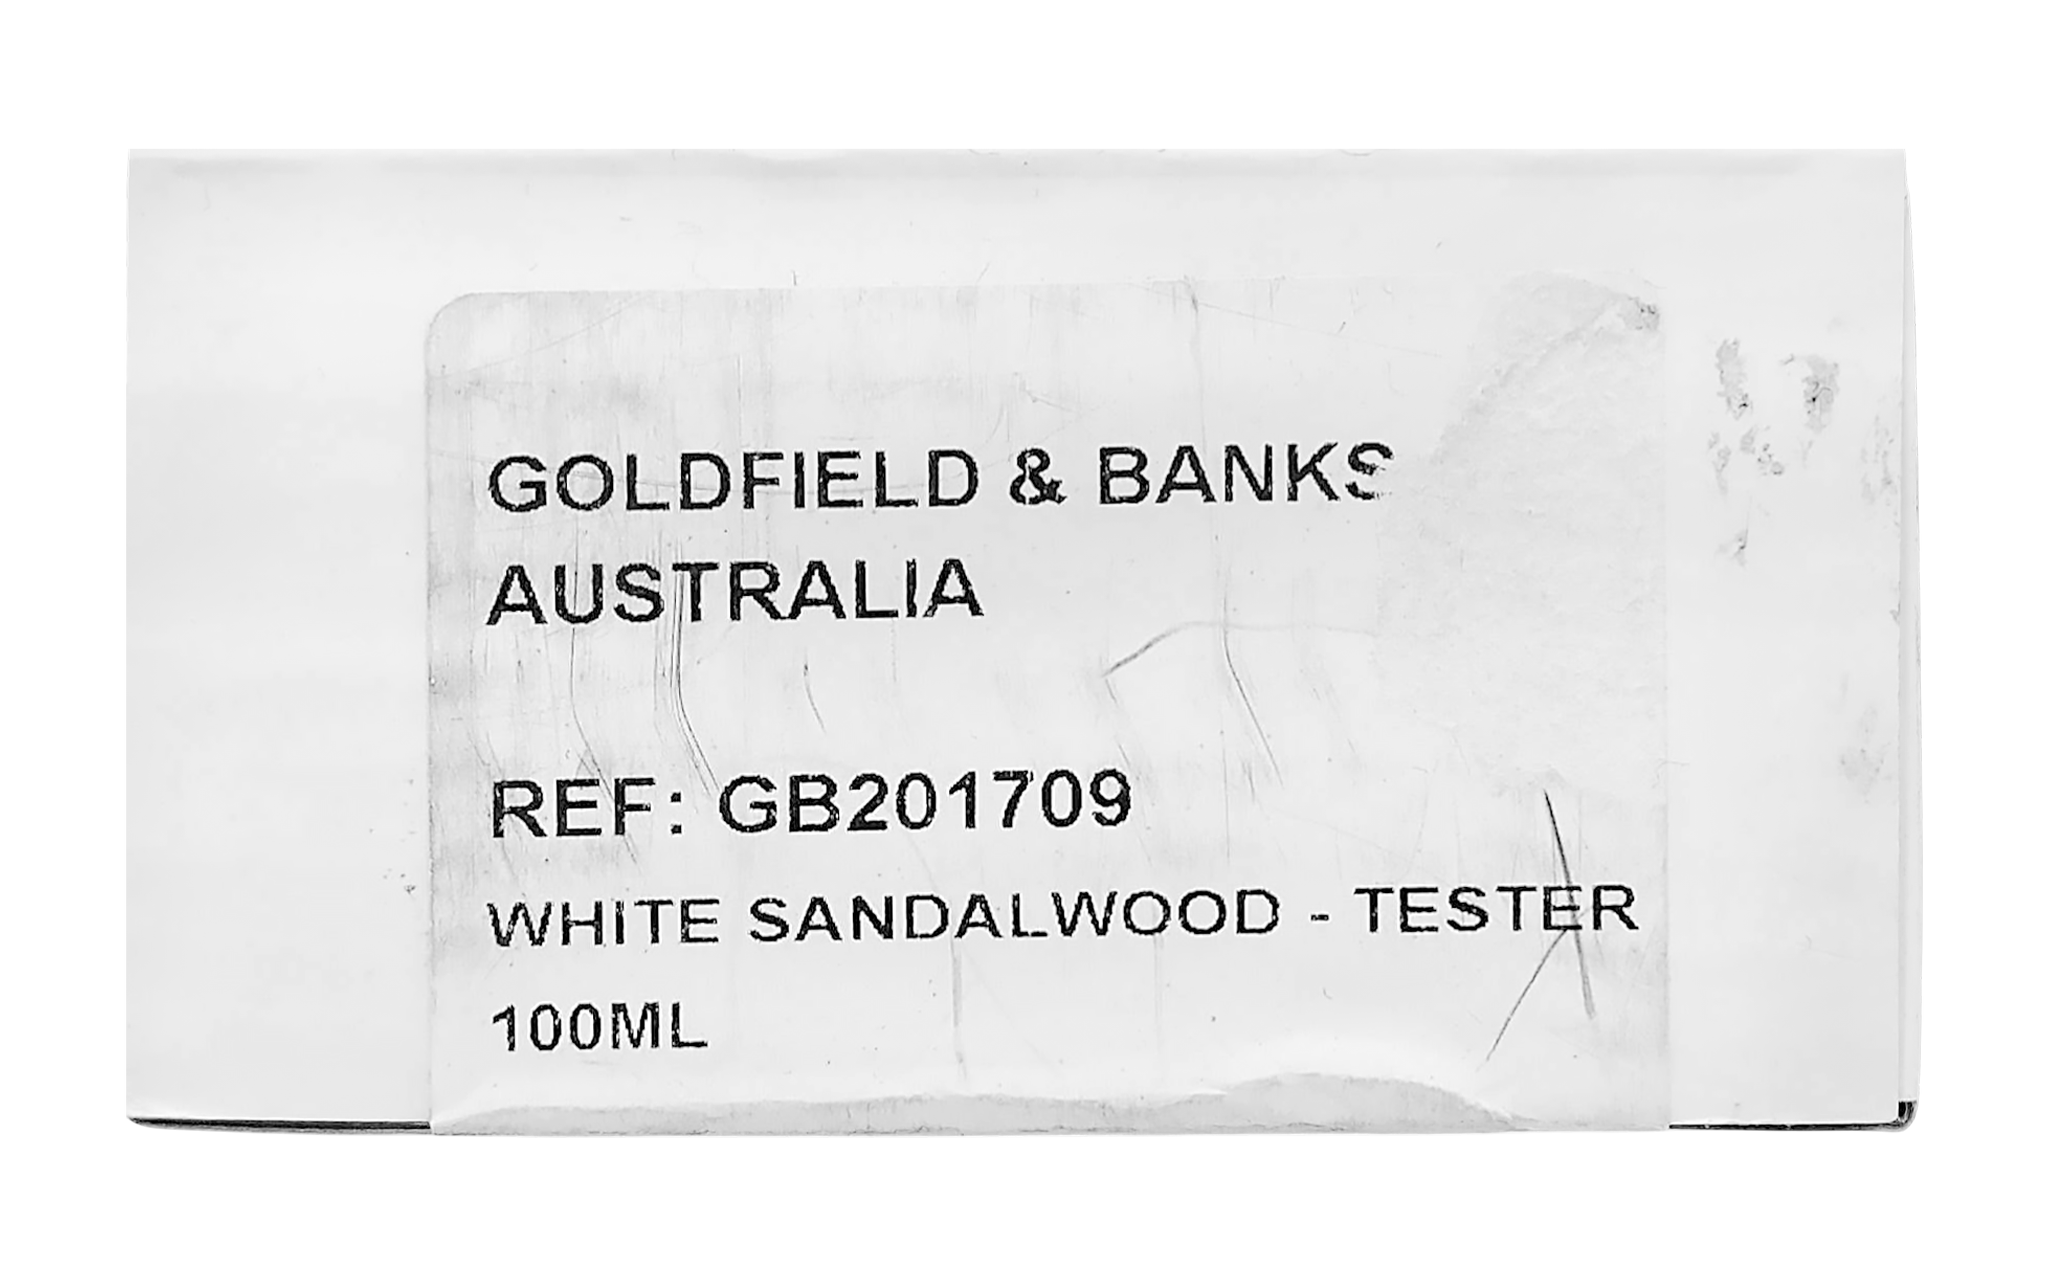 GOLDFIELD & BANKS
AUSTRALIA
REF: GB201709
WHITE SANDALWOOD - TESTER
100ML